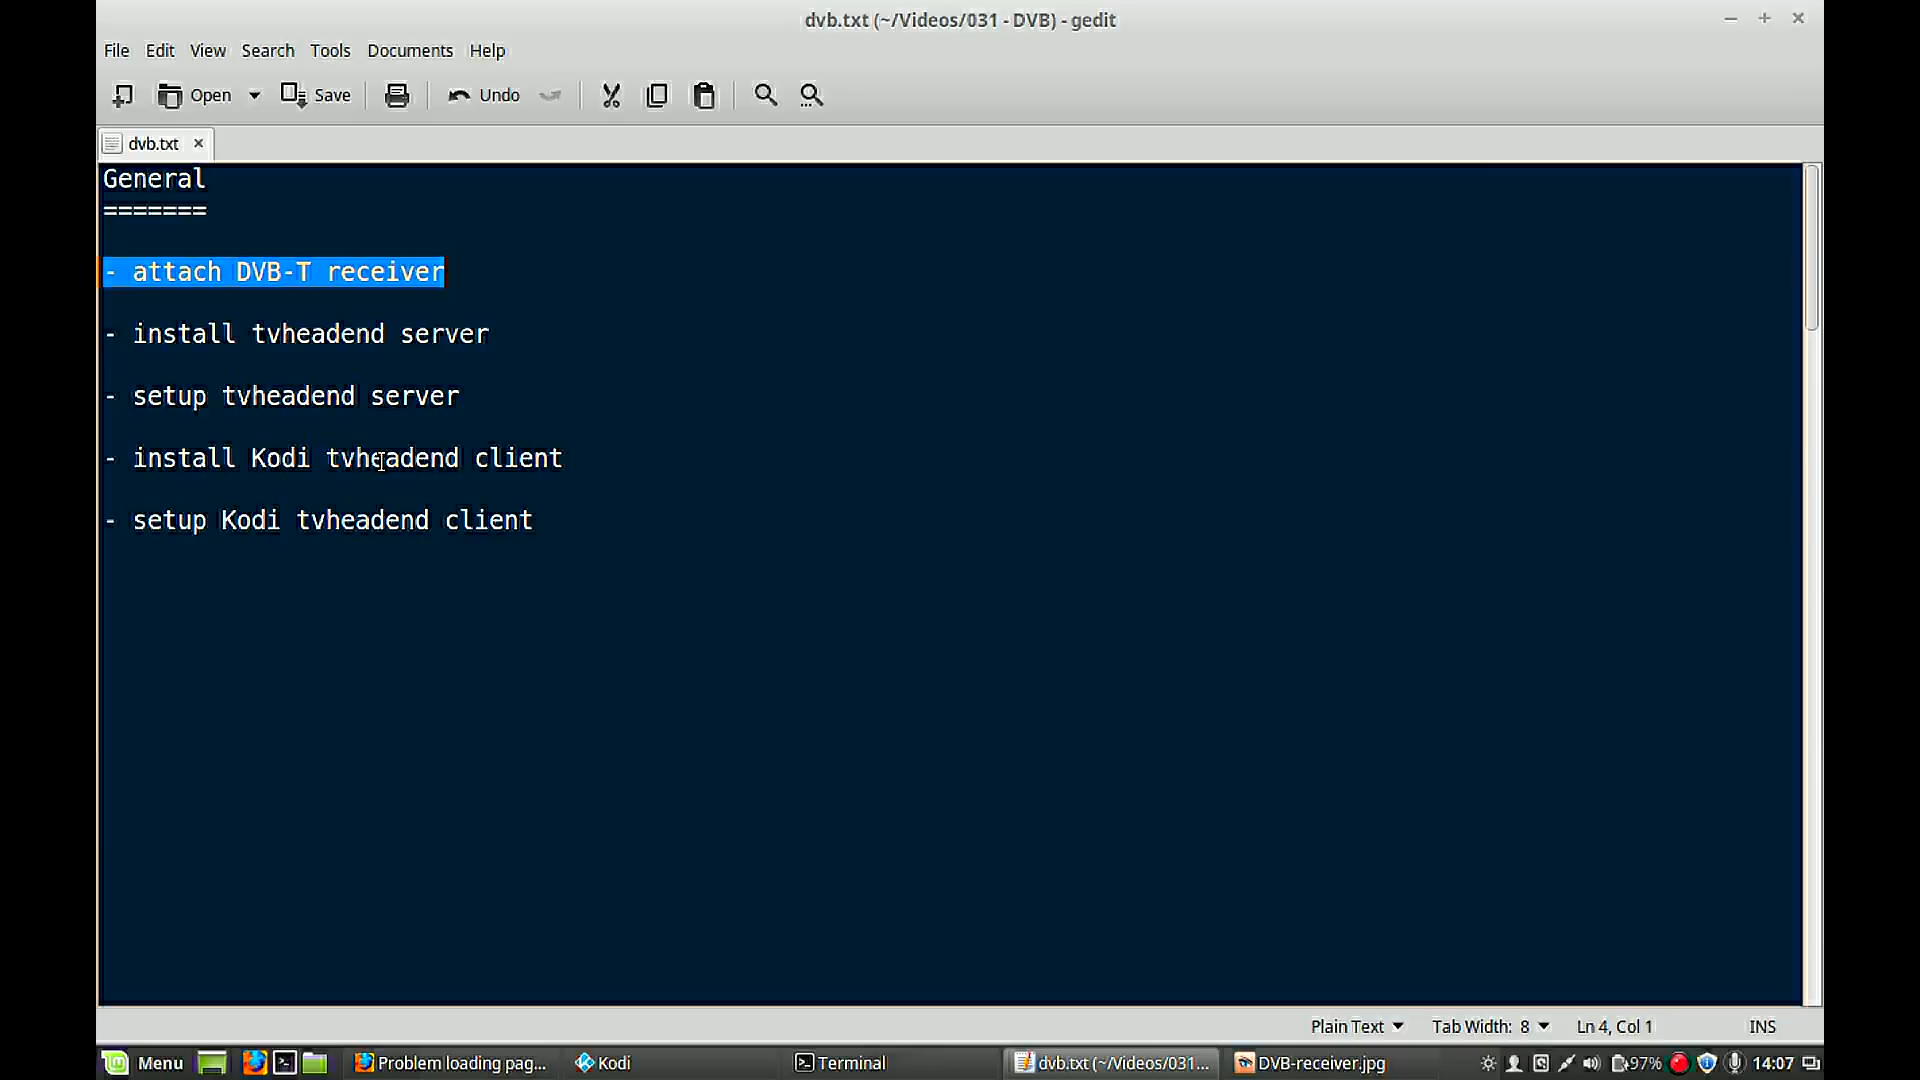 dvb.txt (~/Videos/031 - DVB) - gedit
File Edit View Search Tools Documents Help
Open Save Undo
dvb.txt
General
=======
- attach DVB-T receiver
- install tvheadend server
- setup tvheadend server
- install Kodi tvheadend client
- setup Kodi tvheadend client
Plain Text Tab Width: 8 Ln 4, Col 1 INS
Menu Problem loading pag... Kodi Terminal dvb.txt (~/Videos/031... DVB-receiver.jpg 97% 14:07